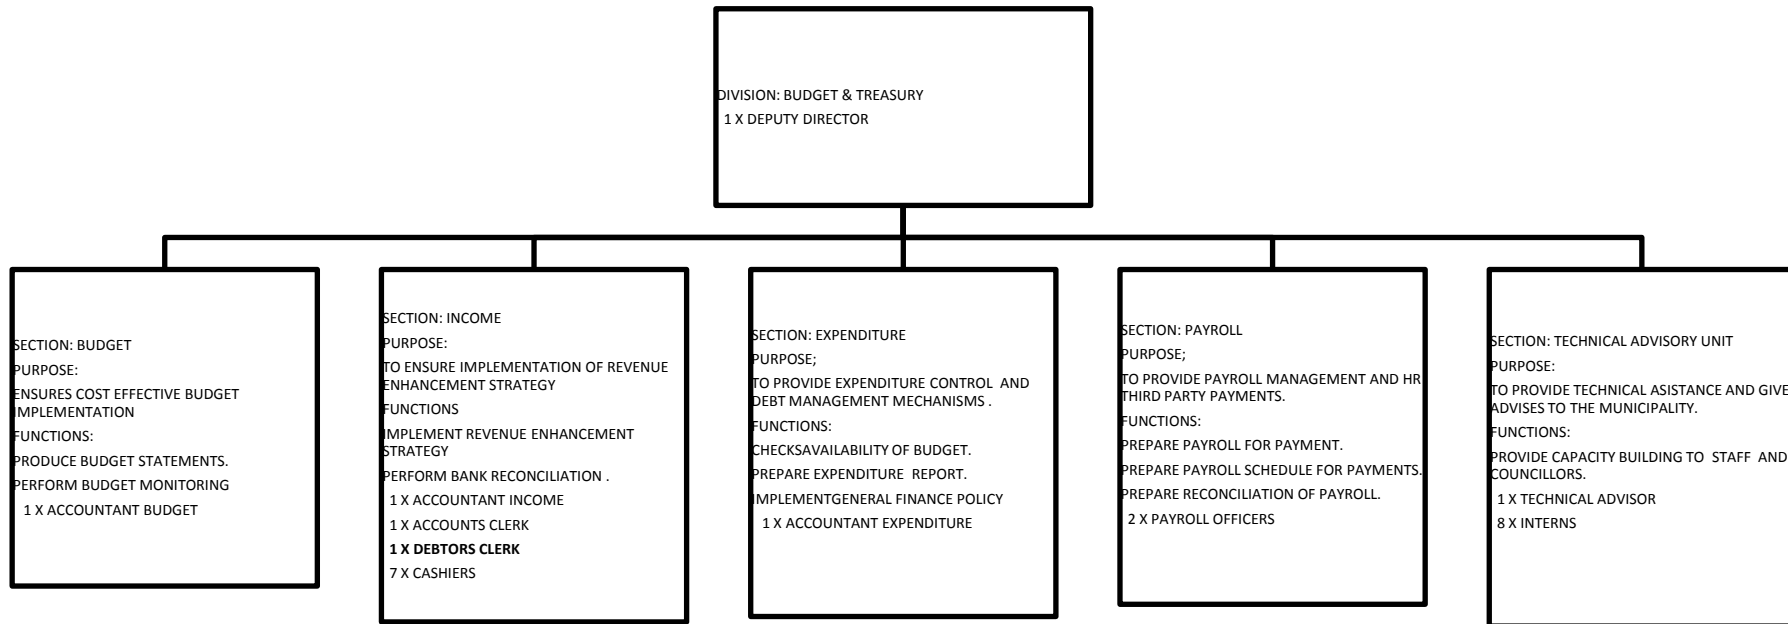 DIVISION: BUDGET & TREASURY
1 X DEPUTY DIRECTOR
SECTION: BUDGET
PURPOSE:
ENSURES COST EFFECTIVE BUDGET
IMPLEMENTATION
FUNCTIONS:
PRODUCE BUDGET STATEMENTS.
PERFORM BUDGET MONITORING
1 X ACCOUNTANT BUDGET
SECTION: INCOME
PURPOSE:
TO ENSURE IMPLEMENTATION OF REVENUE
ENHANCEMENT STRATEGY
FUNCTIONS
IMPLEMENT REVENUE ENHANCEMENT
STRATEGY
PERFORM BANK RECONCILIATION .
1 X ACCOUNTANT INCOME
1 X ACCOUNTS CLERK
1 X DEBTORS CLERK
7 X CASHIERS
SECTION: EXPENDITURE
PURPOSE;
TO PROVIDE EXPENDITURE CONTROL AND
DEBT MANAGEMENT MECHANISMS .
FUNCTIONS:
CHECKSAVAILABILITY OF BUDGET.
PREPARE EXPENDITURE REPORT.
IMPLEMENTGENERAL FINANCE POLICY
1 X ACCOUNTANT EXPENDITURE
SECTION: PAYROLL
PURPOSE;
TO PROVIDE PAYROLL MANAGEMENT AND HR
THIRD PARTY PAYMENTS.
FUNCTIONS:
PREPARE PAYROLL FOR PAYMENT.
PREPARE PAYROLL SCHEDULE FOR PAYMENTS.
PREPARE RECONCILIATION OF PAYROLL.
2 X PAYROLL OFFICERS
SECTION: TECHNICAL ADVISORY UNIT
PURPOSE:
TO PROVIDE TECHNICAL ASISTANCE AND GIVE
ADVISES TO THE MUNICIPALITY.
FUNCTIONS:
PROVIDE CAPACITY BUILDING TO STAFF AND
COUNCILLORS.
1 X TECHNICAL ADVISOR
8 X INTERNS